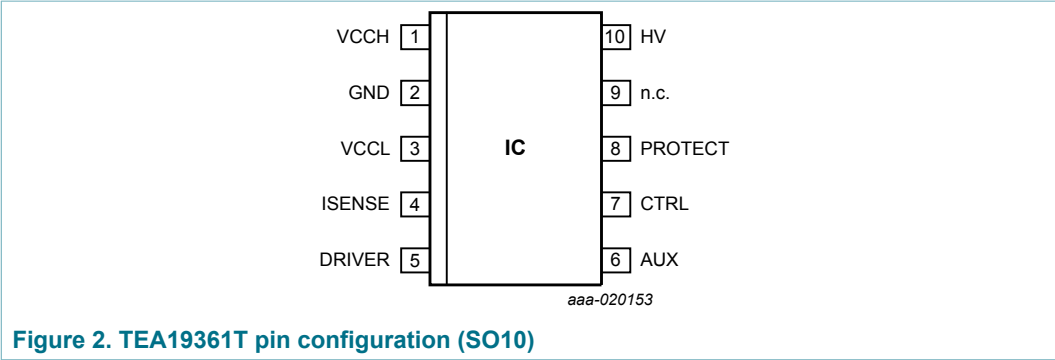 VCCH 1 10 HV
GND 2 9 n.c.
VCCL 3 IC 8 PROTECT
ISENSE 4 7 CTRL
DRIVER 5 6 AUX
aaa-020153
Figure 2. TEA19361T pin configuration (SO10)